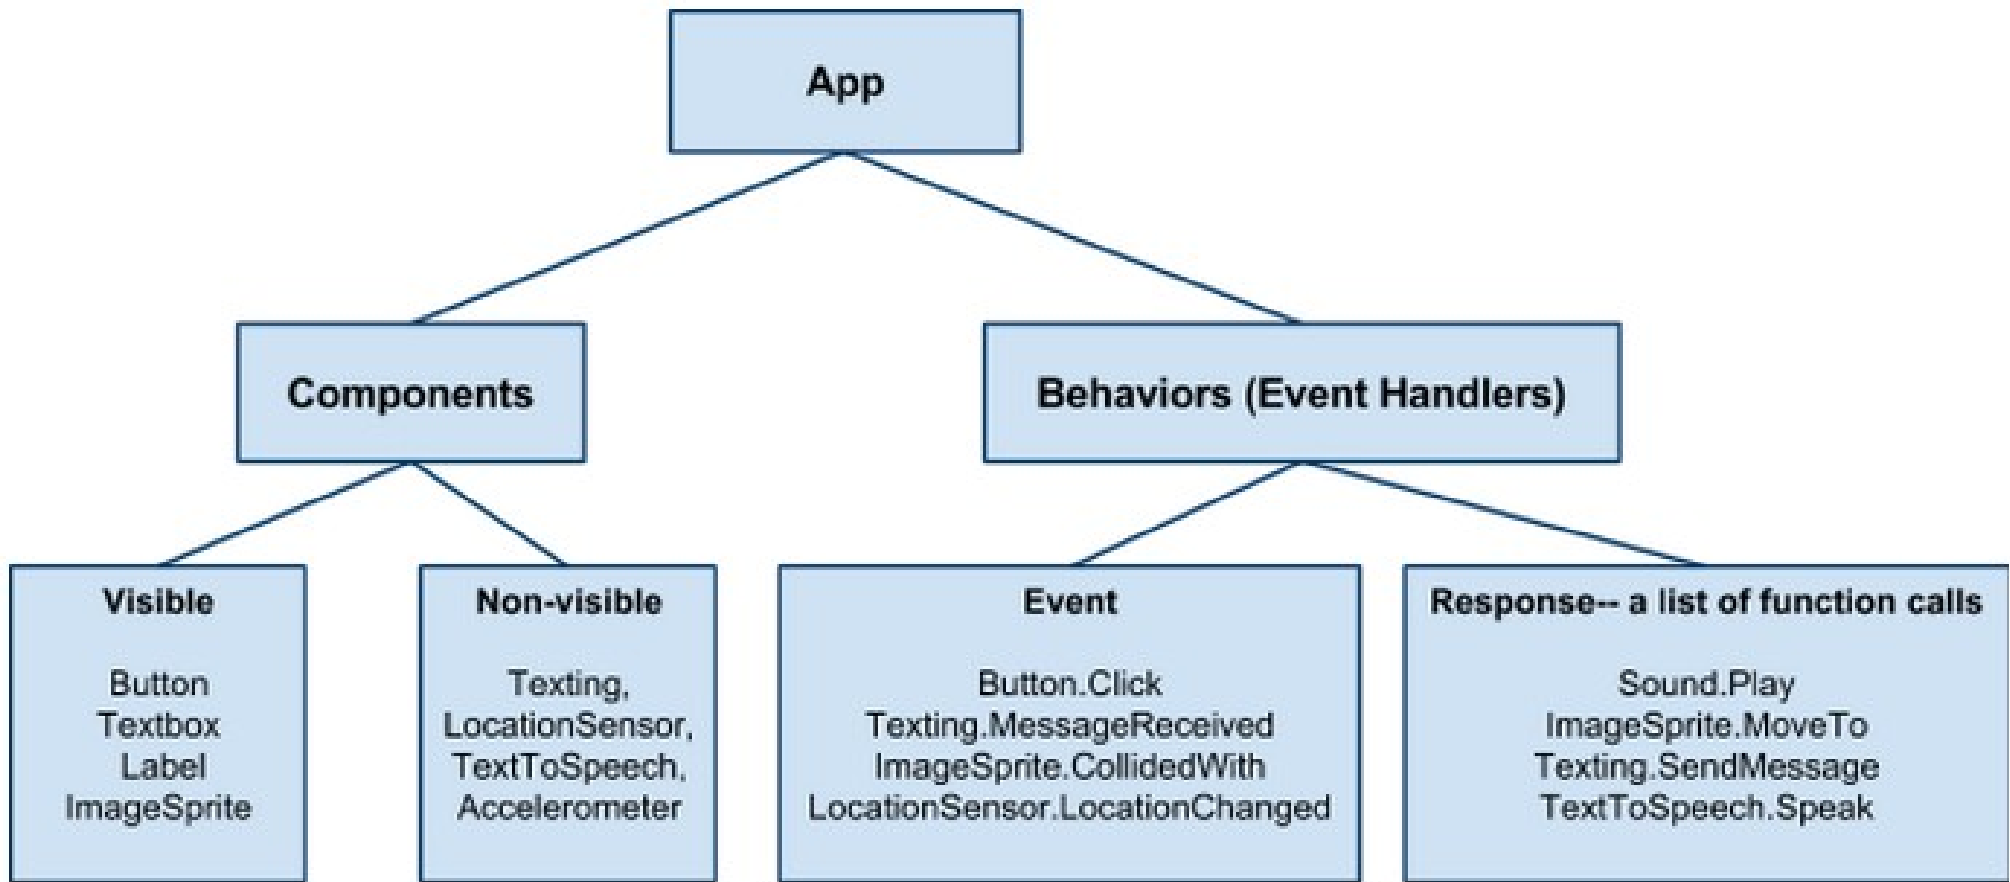 App
Components
Behaviors (Event Handlers)
Visible
Button
Textbox
Label
ImageSprite
Non-visible
Texting,
LocationSensor,
TextToSpeech,
Accelerometer
Event
Button.Click
Texting.MessageReceived
ImageSprite.CollidedWith
LocationSensor.LocationChanged
Response-- a list of function calls
Sound.Play
ImageSprite.MoveTo
Texting.SendMessage
TextToSpeech.Speak